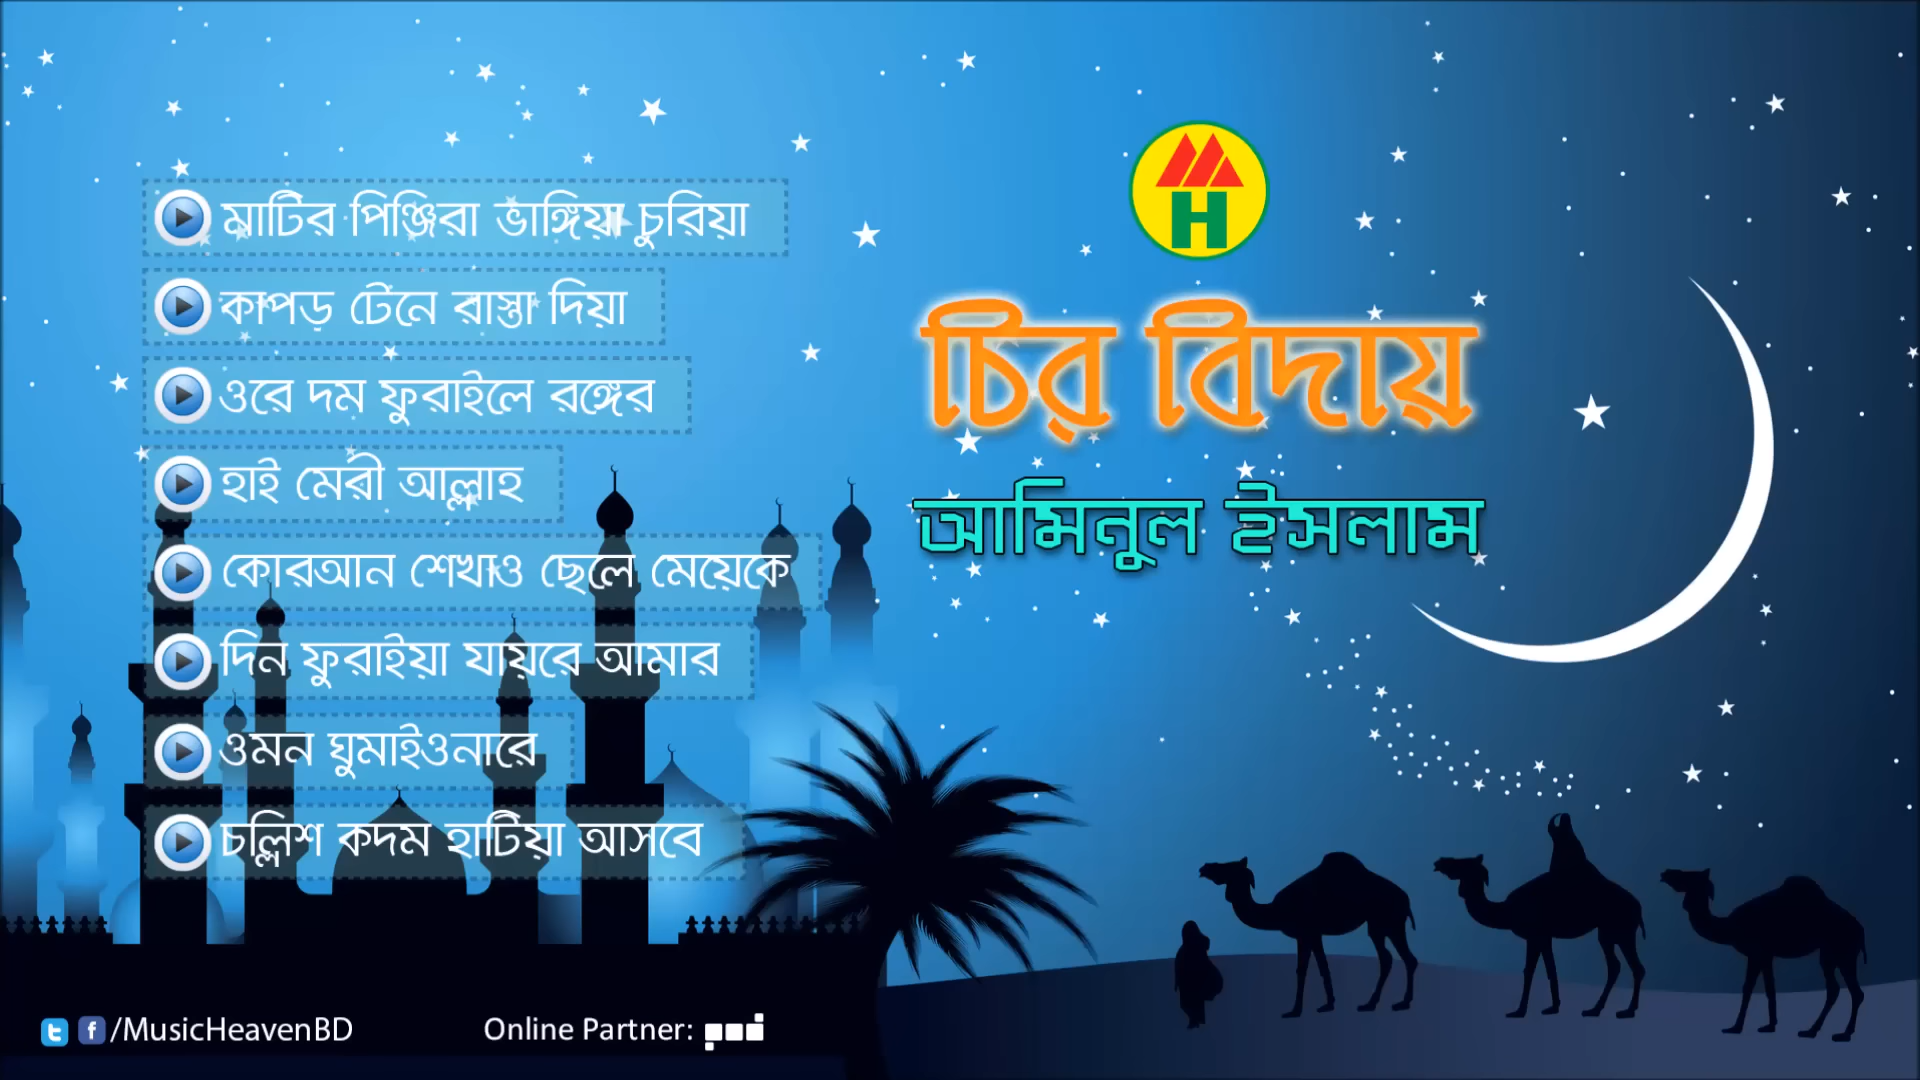 মাটির পিঞ্জিরা ভাঙ্গিয়া চুরিয়া
কাপড় টেনে রাস্তা দিয়া
ওরে দম ফুরাইলে রঙ্গের
হাই মেরী আল্লাহ
কোরআন শেখাও ছেলে মেয়েকে
দিন ফুরাইয়া যায়রে আমার
ওমন ঘুমাইওনারে
চল্লিশ কদম হাটিয়া আসবে
H
চির বিদায়
আমিনুল ইসলাম
/MusicHeavenBD
Online Partner: